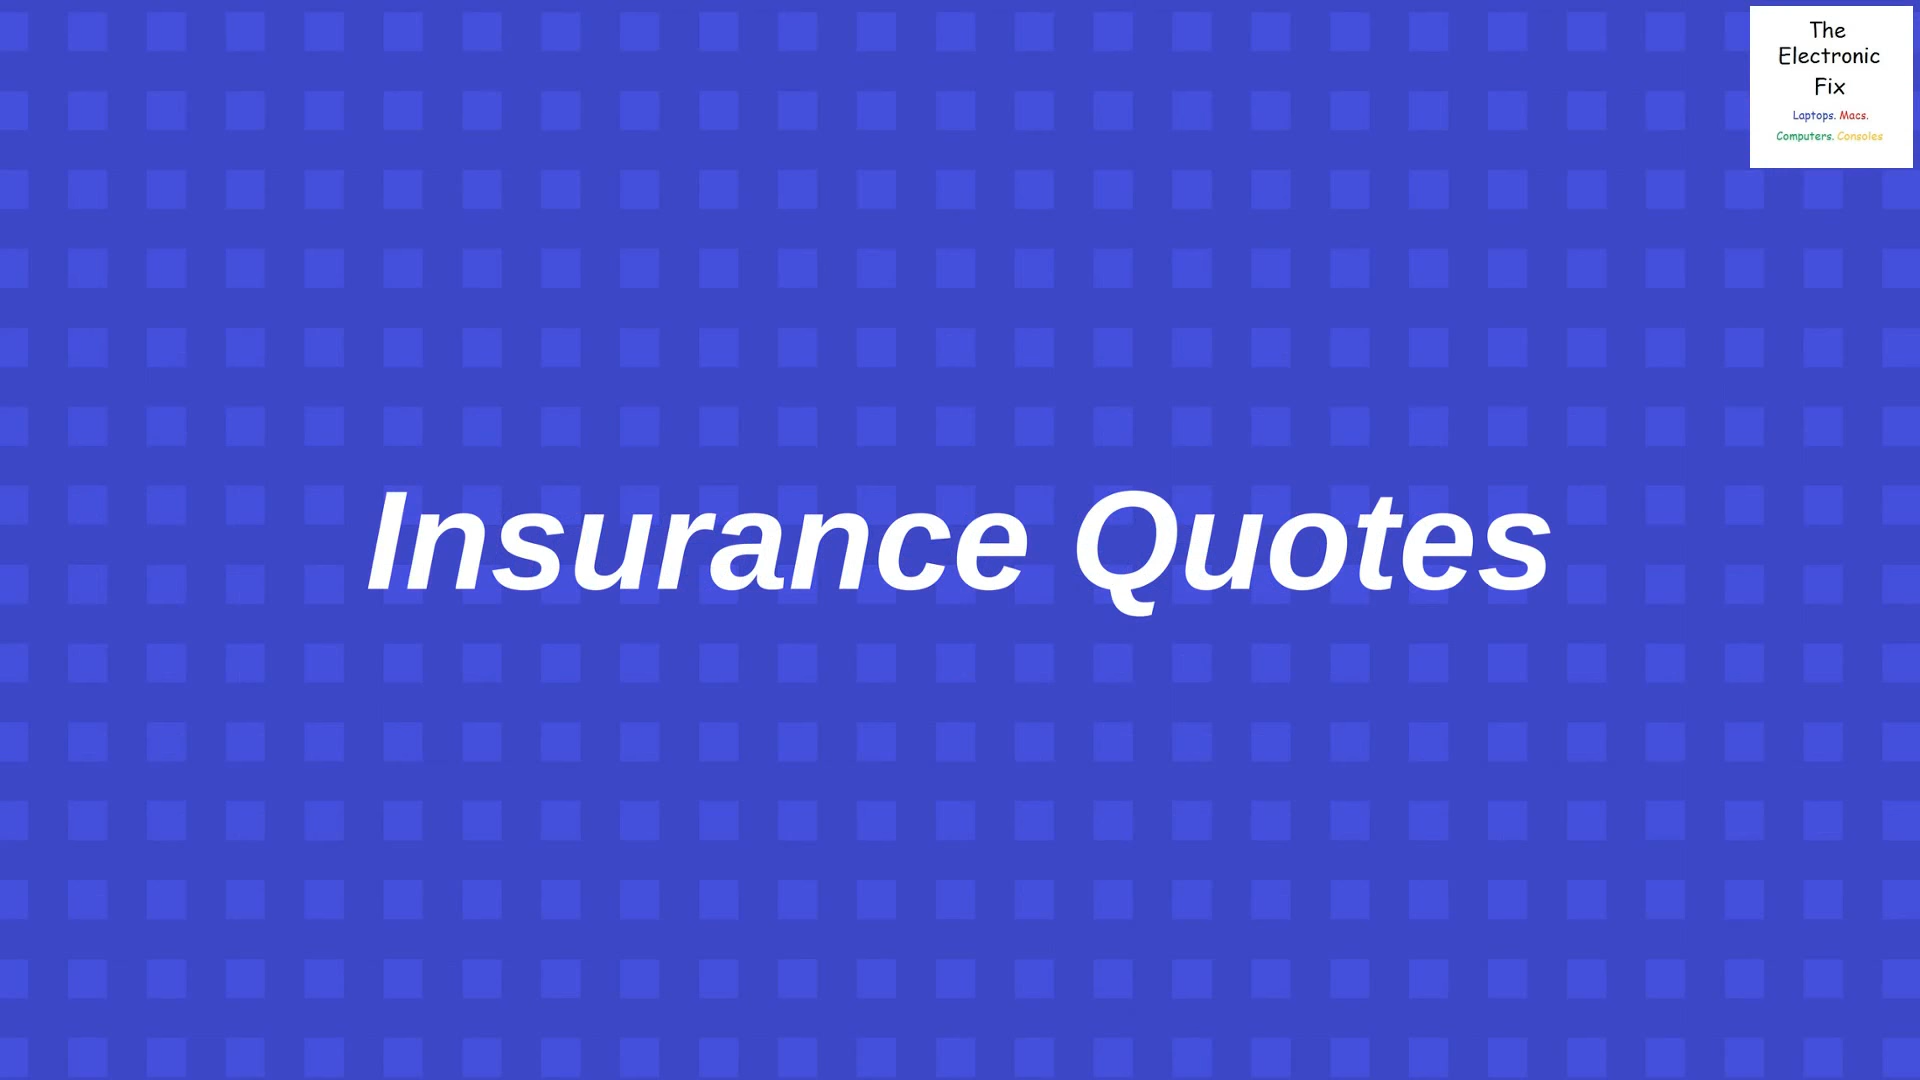 The
Electronic
Fix
Laptops. Macs.
Computers. Consoles
Insurance Quotes